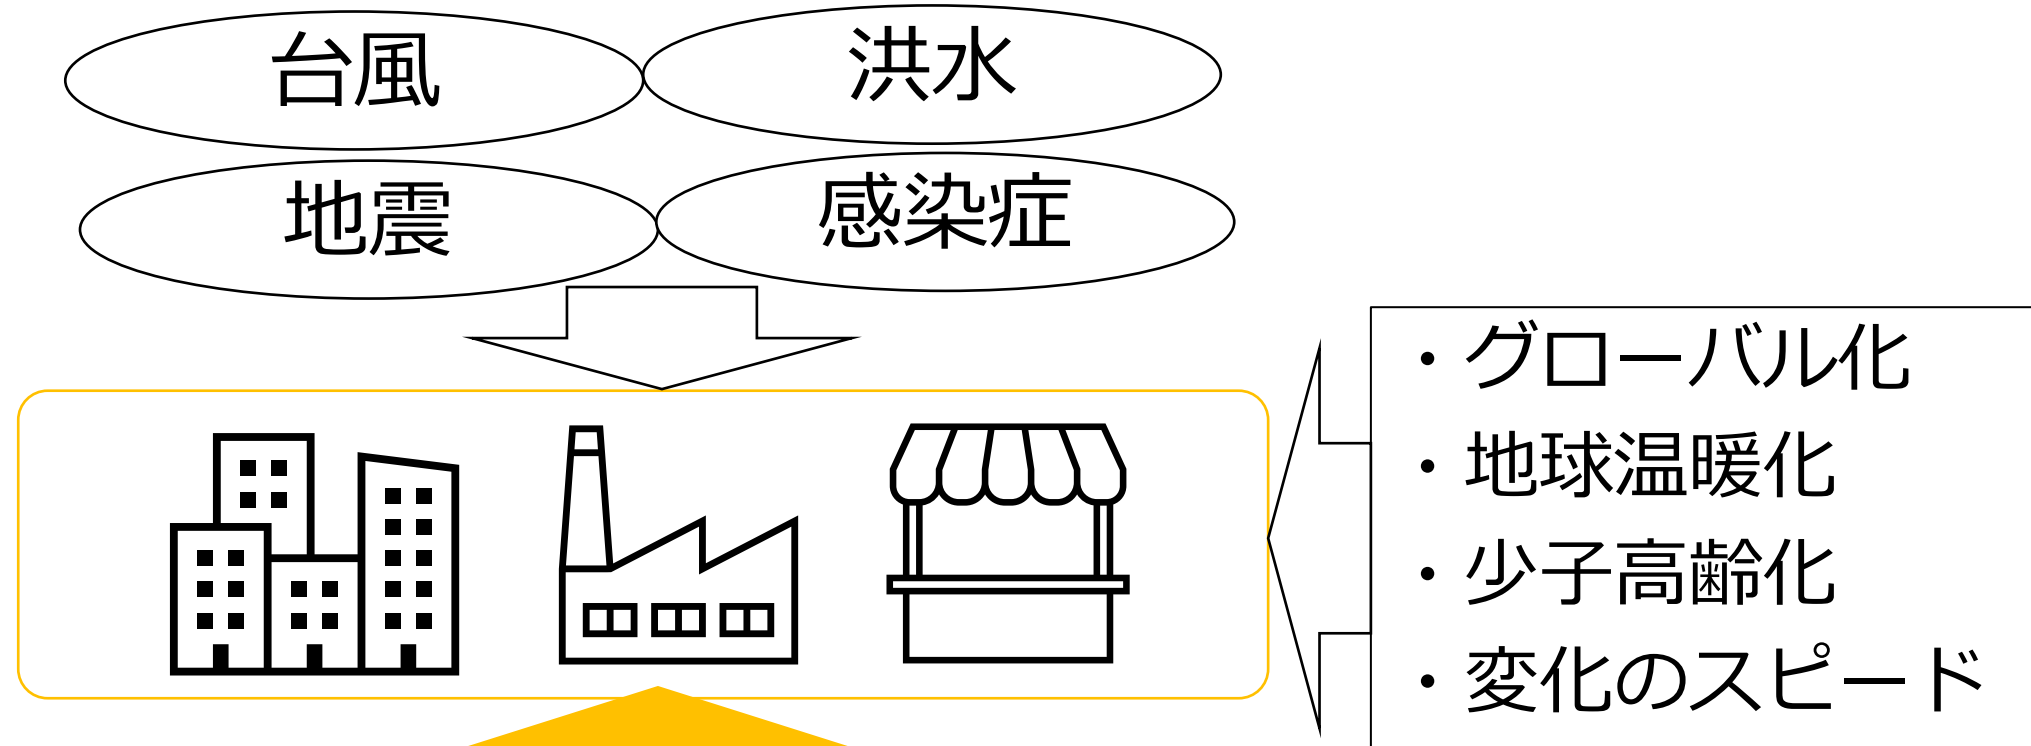 台風
洪水
地震
感染症
・グローバル化
・地球温暖化
・少子高齢化
・変化のスピード